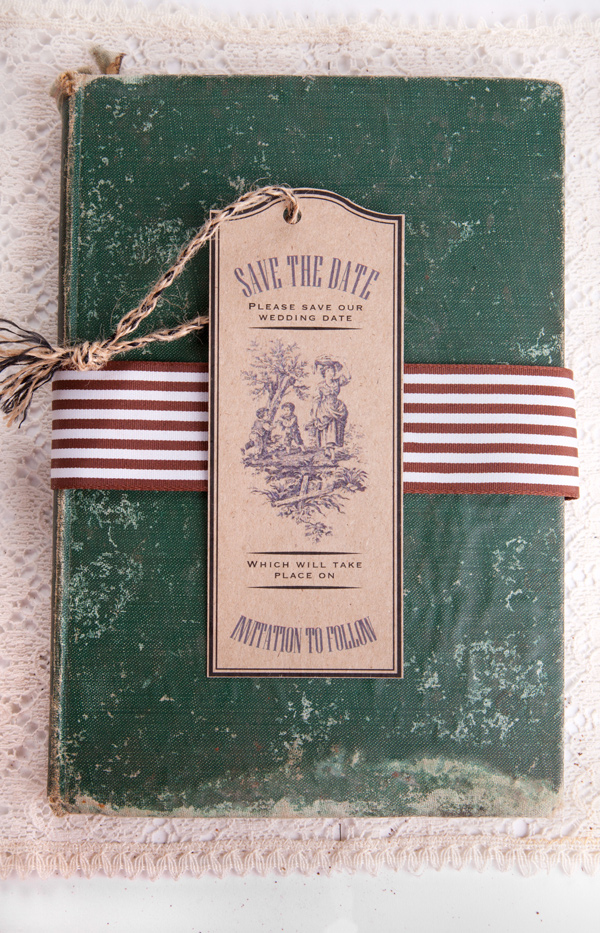 SAVE THE DATE
PLEASE SAVE OUR
WEDDING DATE
WHICH WILL TAKE
PLACE ON
INVITATION TO FOLLOW